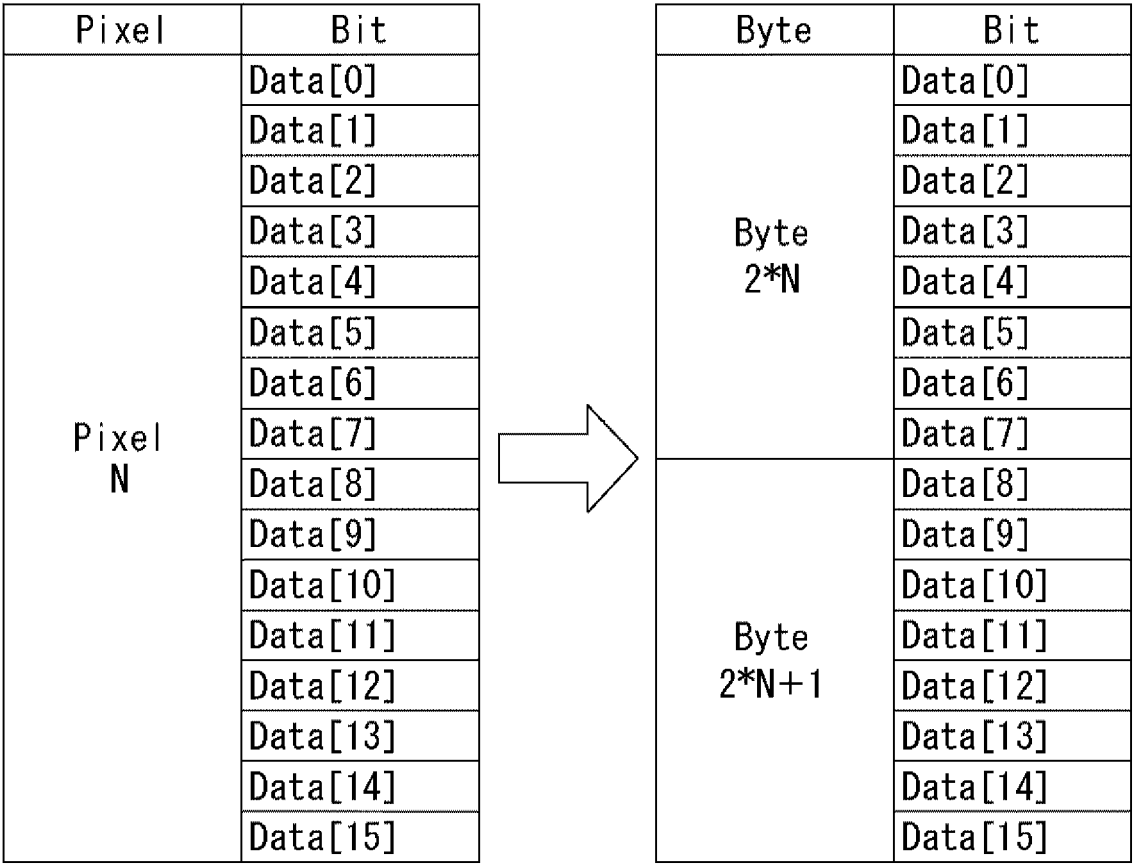 Pixel Bit Byte Bit
Data[0] Data[0]
Data[1] Data[1]
Data[2] Data[2]
Data[3] Byte Data[3]
Data[4] 2*N Data[4]
Data[5] Data[5]
Data[6] Data[6]
Pixel Data[7] Data[7]
N Data[8] Data[8]
Data[9] Data[9]
Data[10] Data[10]
Data[11] Byte Data[11]
Data[12] 2*N+1 Data[12]
Data[13] Data[13]
Data[14] Data[14]
Data[15] Data[15]